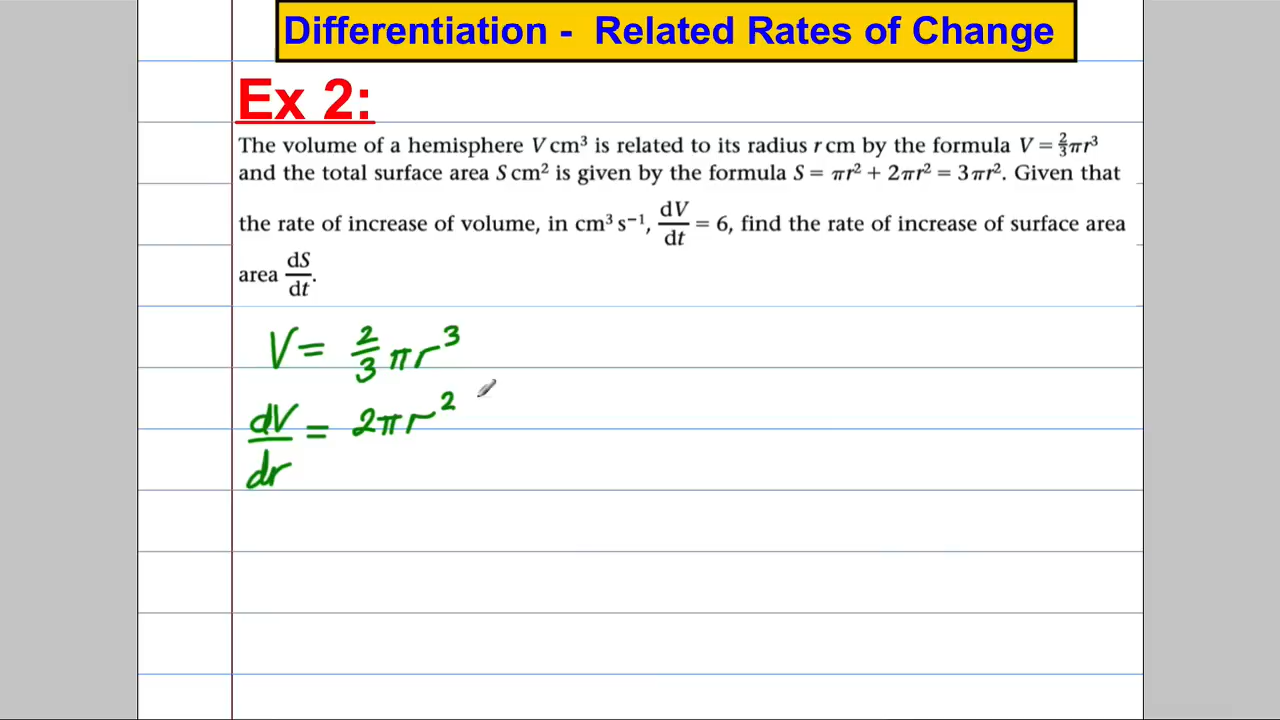 Differentiation - Related Rates of Change
Ex 2:
The volume of a hemisphere V cm³ is related to its radius r cm by the formula V = ⅔πr³
and the total surface area S cm² is given by the formula S = πr² + 2πr² = 3πr². Given that
the rate of increase of volume, in cm³ s⁻¹, dV/dt = 6, find the rate of increase of surface area
area dS/dt.
V = ⅔πr³
dV/dr = 2πr²